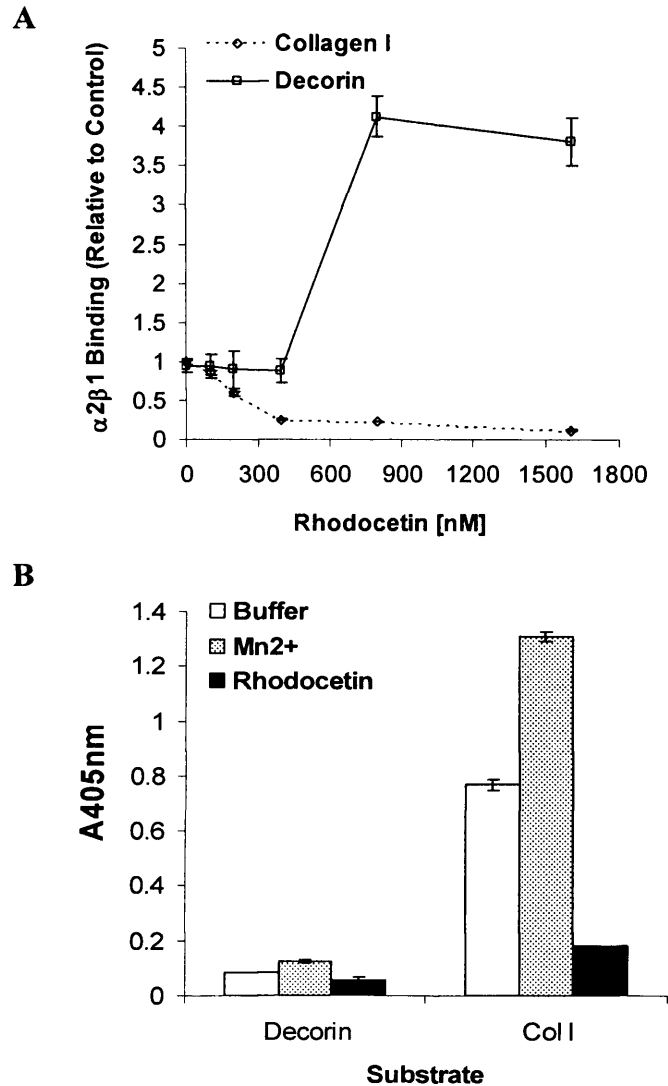 A
Collagen I
Decorin
5
4.5
4
3.5
3
2.5
2
1.5
1
0.5
0
α2β1 Binding (Relative to Control)
0 300 600 900 1200 1500 1800
Rhodocetin [nM]
B
Buffer
Mn2+
Rhodocetin
1.4
1.2
1
0.8
0.6
0.4
0.2
0
A405nm
Decorin Col I
Substrate